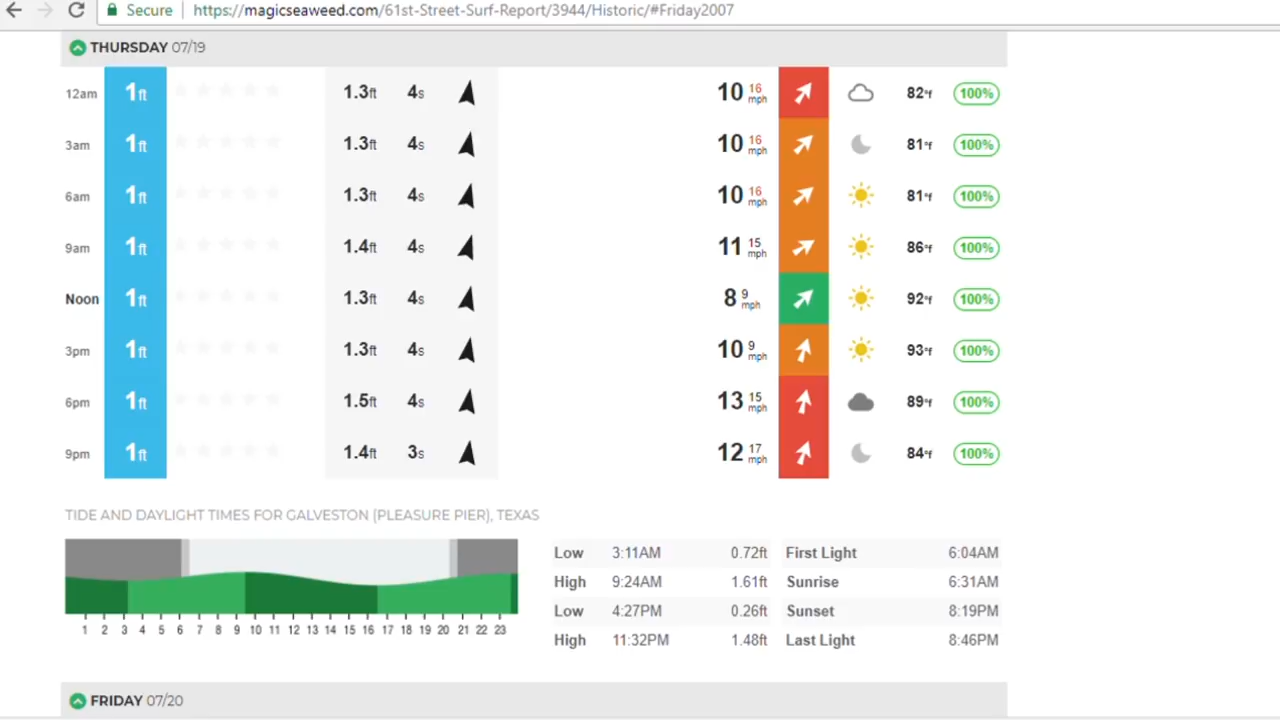 Secure | https://magicseaweed.com/61st-Street-Surf-Report/3944/Historic/#Friday2007
THURSDAY 07/19
12am 1ft 1.3ft 4s 10 16 mph 82°f 100%
3am 1ft 1.3ft 4s 10 16 mph 81°f 100%
6am 1ft 1.3ft 4s 10 16 mph 81°f 100%
9am 1ft 1.4ft 4s 11 15 mph 86°f 100%
Noon 1ft 1.3ft 4s 8 9 mph 92°f 100%
3pm 1ft 1.3ft 4s 10 9 mph 93°f 100%
6pm 1ft 1.5ft 4s 13 15 mph 89°f 100%
9pm 1ft 1.4ft 3s 12 17 mph 84°f 100%
TIDE AND DAYLIGHT TIMES FOR GALVESTON (PLEASURE PIER), TEXAS
Low 3:11AM 0.72ft First Light 6:04AM
High 9:24AM 1.61ft Sunrise 6:31AM
Low 4:27PM 0.26ft Sunset 8:19PM
High 11:32PM 1.48ft Last Light 8:46PM
1 2 3 4 5 6 7 8 9 10 11 12 13 14 15 16 17 18 19 20 21 22 23
FRIDAY 07/20